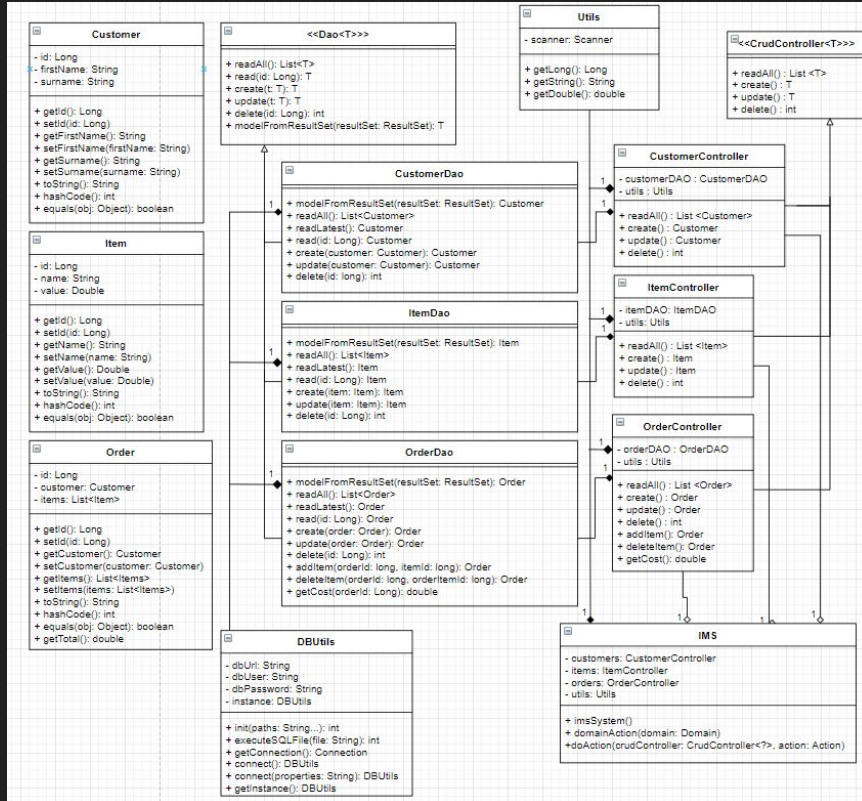 Customer
- id: Long
- firstName: String
- surname: String
+ getId(): Long
+ setId(id: Long)
+ getFirstName(): String
+ setFirstName(firstName: String)
+ getSurname(): String
+ setSurname(surname: String)
+ toString(): String
+ hashCode(): int
+ equals(obj: Object): boolean
Item
- id: Long
- name: String
- value: Double
+ getId(): Long
+ setId(id: Long)
+ getName(): String
+ setName(name: String)
+ getValue(): Double
+ setValue(value: Double)
+ toString(): String
+ hashCode(): int
+ equals(obj: Object): boolean
Order
- id: Long
- customer: Customer
- items: List<Item>
+ getId(): Long
+ setId(id: Long)
+ getCustomer(): Customer
+ setCustomer(customer: Customer)
+ getItems(): List<Items>
+ setItems(items: List<Items>)
+ toString(): String
+ hashCode(): int
+ equals(obj: Object): boolean
+ getTotal(): double
<<Dao<T>>>
+ readAll(): List<T>
+ read(id: Long): T
+ create(t: T): T
+ update(t: T): T
+ delete(id: Long): int
+ modelFromResultSet(resultSet: ResultSet): T
CustomerDao
+ modelFromResultSet(resultSet: ResultSet): Customer
+ readAll(): List<Customer>
+ readLatest(): Customer
+ read(id: Long): Customer
+ create(customer: Customer): Customer
+ update(customer: Customer): Customer
+ delete(id: long): int
1
ItemDao
+ modelFromResultSet(resultSet: ResultSet): Item
+ readAll(): List<Item>
+ readLatest(): Item
+ read(id: Long): Item
+ create(item: Item): Item
+ update(item: Item): Item
+ delete(id: Long): int
1
OrderDao
+ modelFromResultSet(resultSet: ResultSet): Order
+ readAll(): List<Order>
+ readLatest(): Order
+ read(id: Long): Order
+ create(order: Order): Order
+ update(order: Order): Order
+ delete(id: Long): int
+ addItem(orderId: long, itemId: long): Order
+ deleteItem(orderId: long, orderItemId: long): Order
+ getCost(orderId: Long): double
1
DBUtils
- dbUrl: String
- dbUser: String
- dbPassword: String
- instance: DBUtils
+ init(paths: String...): int
+ executeSQLFile(file: String): int
+ getConnection(): Connection
+ connect(): DBUtils
+ connect(properties: String): DBUtils
+ getInstance(): DBUtils
Utils
- scanner: Scanner
+ getLong(): Long
+ getString(): String
+ getDouble(): double
<<CrudController<T>>>
+ readAll() : List <T>
+ create() : T
+ update() : T
+ delete() : int
CustomerController
- customerDAO : CustomerDAO
- utils : Utils
+ readAll() : List <Customer>
+ create() : Customer
+ update() : Customer
+ delete() : int
1
1
ItemController
- itemDAO: ItemDAO
- utils: Utils
+ readAll() : List <Item>
+ create() : Item
+ update() : Item
+ delete() : int
1
1
OrderController
- orderDAO : OrderDAO
- utils : Utils
+ readAll() : List <Order>
+ create() : Order
+ update() : Order
+ delete() : int
+ addItem(): Order
+ deleteItem(): Order
+ getCost(): double
1
1
1
1
1
1
IMS
- customers: CustomerController
- items: ItemController
- orders: OrderController
- utils: Utils
+ imsSystem()
+ domainAction(domain: Domain)
+doAction(crudController: CrudController<?>, action: Action)